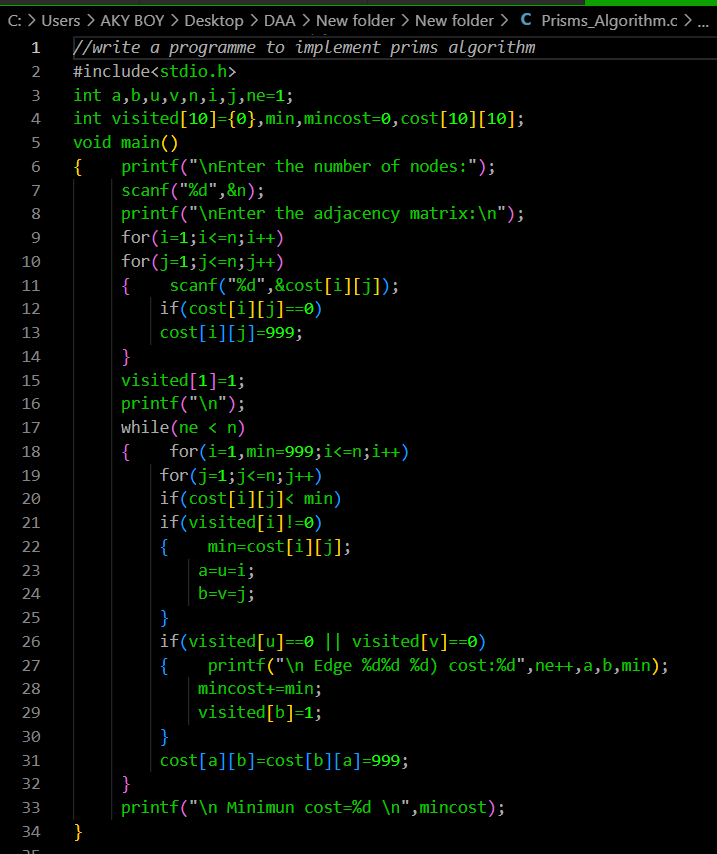 C: > Users > AKY BOY > Desktop > DAA > New folder > New folder > C Prisms_Algorithm.c > ...
1 //write a programme to implement prims algorithm
2 #include<stdio.h>
3 int a,b,u,v,n,i,j,ne=1;
4 int visited[10]={0},min,mincost=0,cost[10][10];
5 void main()
6 {    printf("\nEnter the number of nodes:");
7      scanf("%d",&n);
8      printf("\nEnter the adjacency matrix:\n");
9      for(i=1;i<=n;i++)
10     for(j=1;j<=n;j++)
11     {    scanf("%d",&cost[i][j]);
12         if(cost[i][j]==0)
13         cost[i][j]=999;
14     }
15     visited[1]=1;
16     printf("\n");
17     while(ne < n)
18     {    for(i=1,min=999;i<=n;i++)
19         for(j=1;j<=n;j++)
20         if(cost[i][j]< min)
21         if(visited[i]!=0)
22         {    min=cost[i][j];
23             a=u=i;
24             b=v=j;
25         }
26         if(visited[u]==0 || visited[v]==0)
27         {    printf("\n Edge %d%d %d) cost:%d",ne++,a,b,min);
28             mincost+=min;
29             visited[b]=1;
30         }
31         cost[a][b]=cost[b][a]=999;
32     }
33     printf("\n Minimun cost=%d \n",mincost);
34 }
35